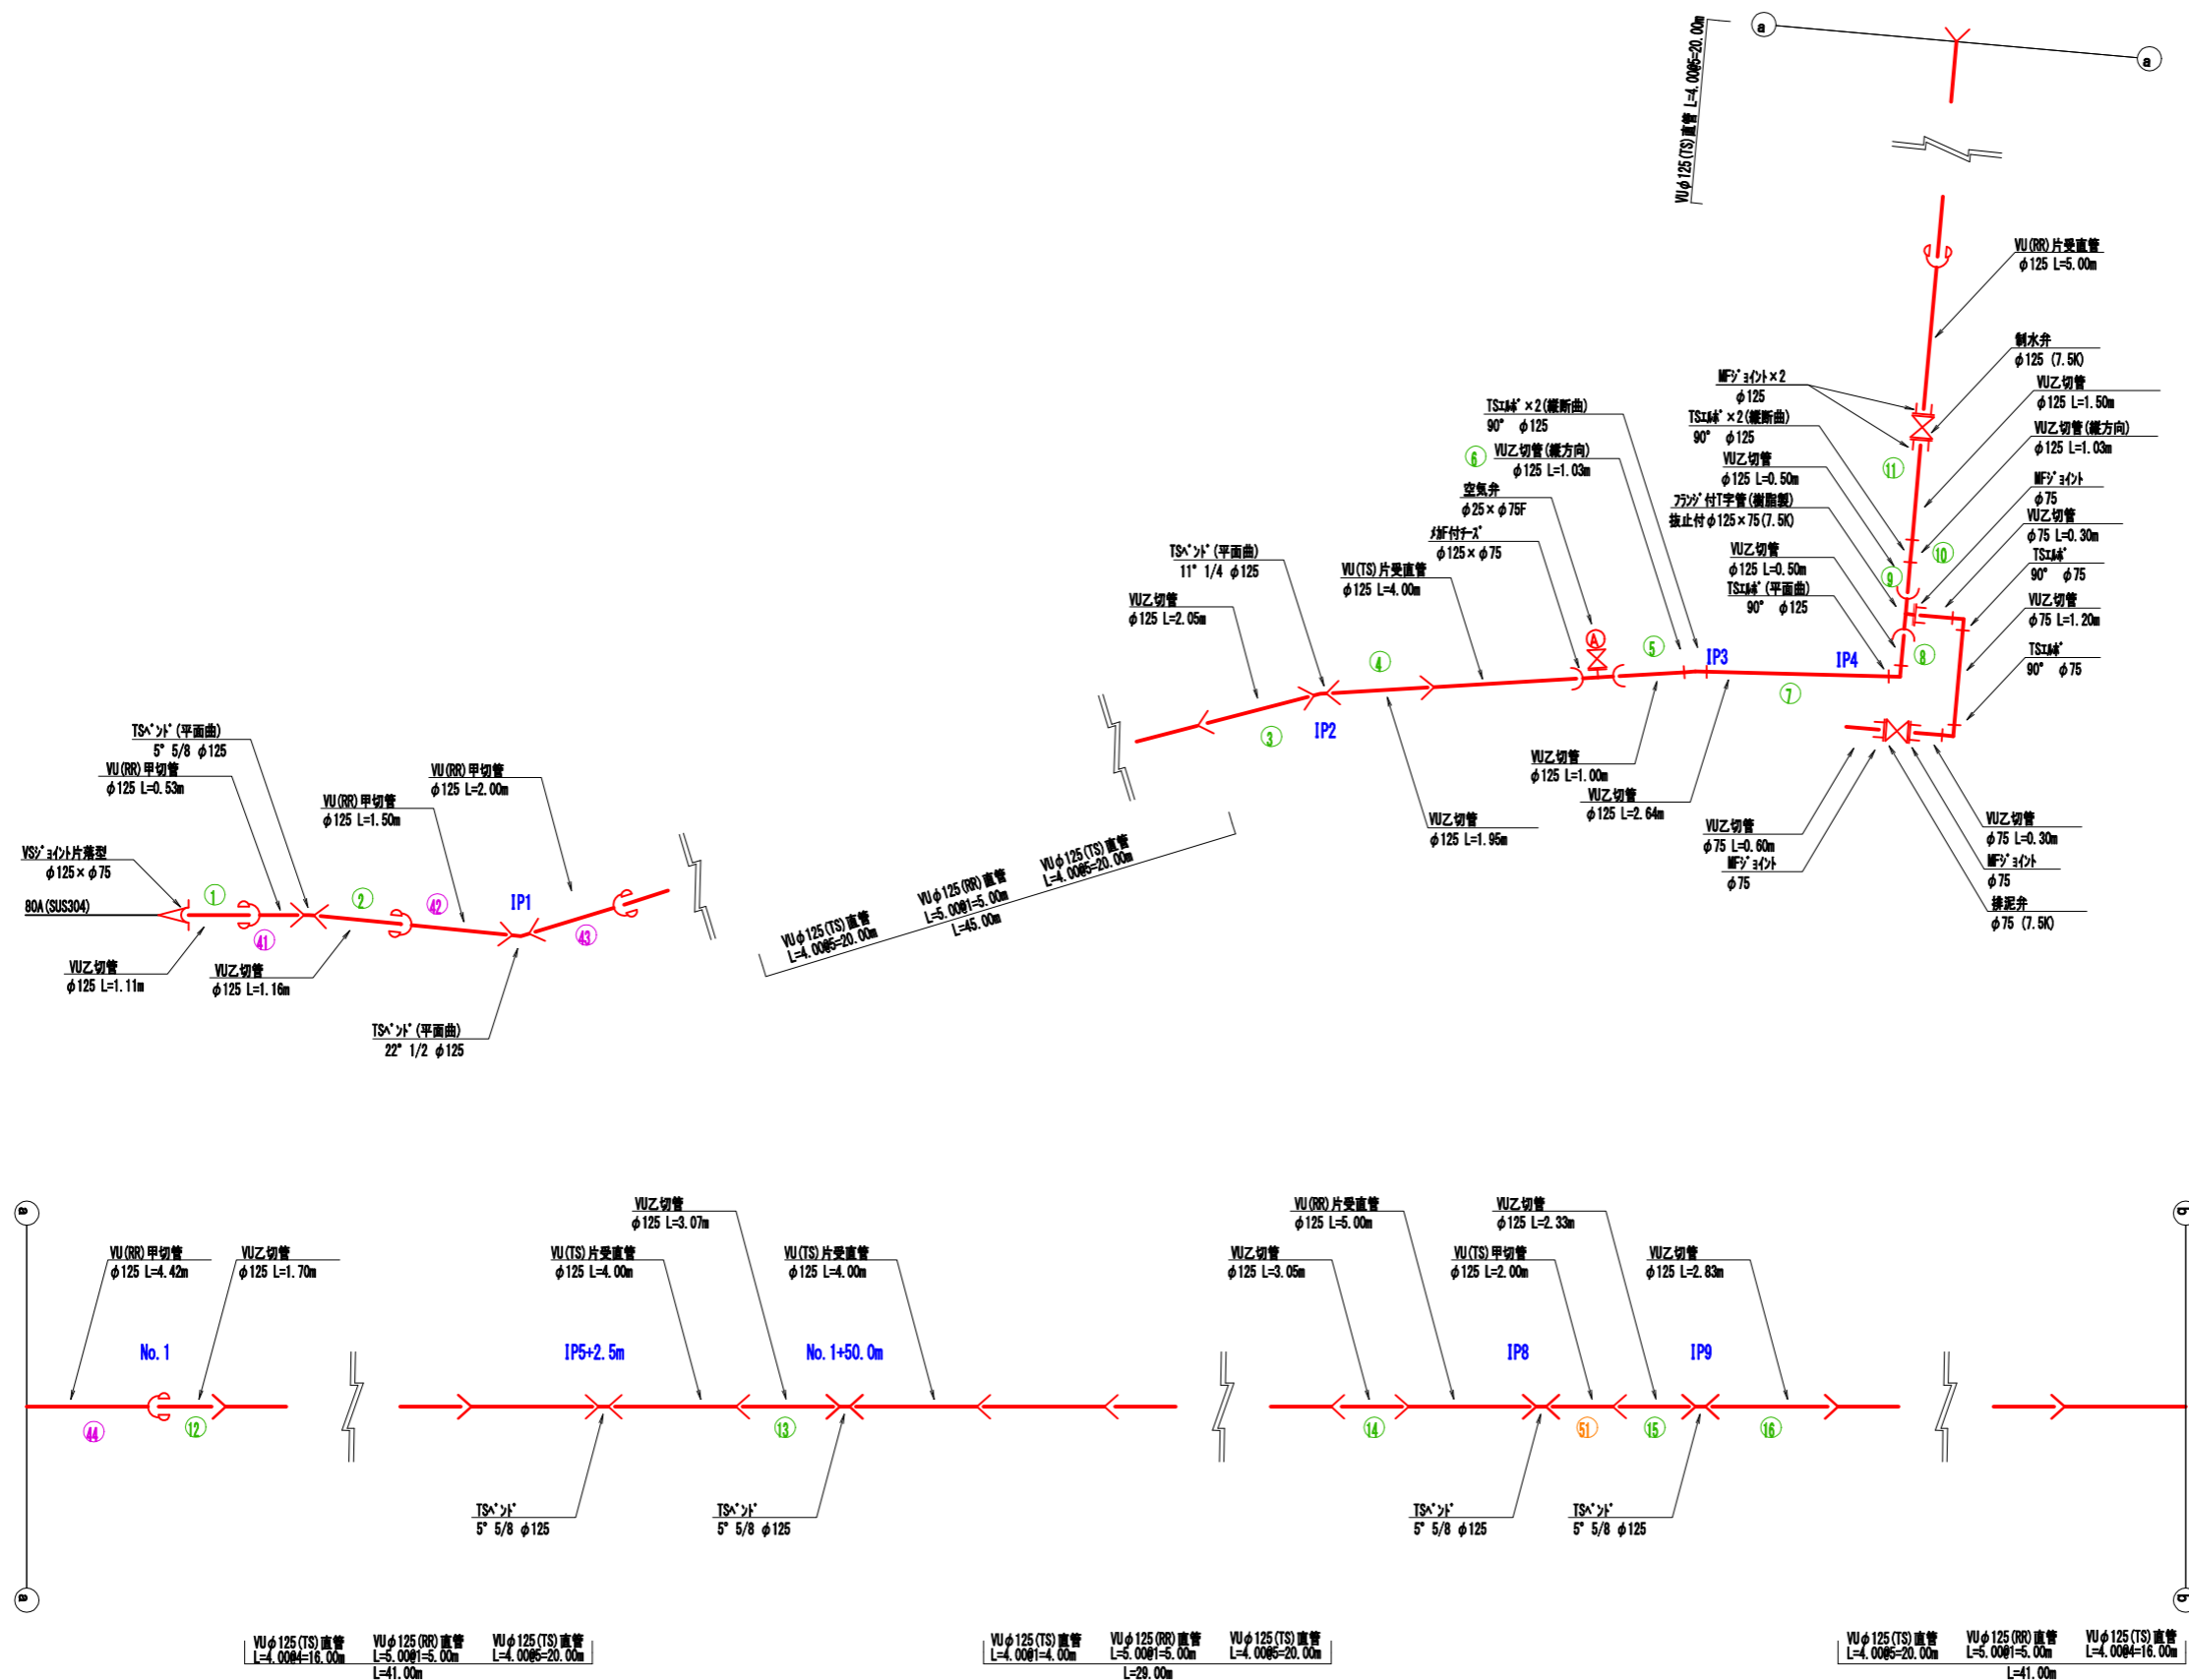 a
a
VUφ125(TS)直管 L=4.00@5=20.00m
VU(RR)片受直管
φ125 L=5.00m
制水弁
φ125 (7.5K)
MFジョイント×2
φ125
VU乙切管
φ125 L=1.50m
TSエルボ×2(縦断曲)
90° φ125
TSエルボ×2(縦断曲)
90° φ125
VU乙切管(縦方向)
φ125 L=1.03m
⑥
VU乙切管(縦方向)
φ125 L=1.03m
VU乙切管
φ125 L=0.50m
⑪
MFジョイント
φ75
空気弁
φ25×φ75F
フランジ付T字管(樹脂製)
抜止付φ125×75(7.5K)
VU乙切管
φ75 L=0.30m
メカF付チーズ
φ125×φ75
VU乙切管
φ125 L=0.50m
⑩
TSエルボ
90° φ75
TSベンド(平面曲)
11° 1/4 φ125
VU(TS)片受直管
φ125 L=4.00m
⑨
TSエルボ(平面曲)
90° φ125
VU乙切管
φ75 L=1.20m
VU乙切管
φ125 L=2.05m
A
④
⑤
IP3
IP4
⑧
TSエルボ
90° φ75
⑦
③
IP2
TSベンド(平面曲)
5° 5/8 φ125
VU(RR)甲切管
φ125 L=0.53m
VU(RR)甲切管
φ125 L=2.00m
VU(RR)甲切管
φ125 L=1.50m
VU乙切管
φ125 L=1.00m
VU乙切管
φ125 L=2.64m
VU乙切管
φ125 L=1.95m
VU乙切管
φ75 L=0.60m
MFジョイント
φ75
VU乙切管
φ75 L=0.30m
MFジョイント
φ75
排泥弁
φ75 (7.5K)
VSジョイント片落型
φ125×φ75
80A(SUS304)
①
②
㊷
IP1
㊶
㊸
VU乙切管
φ125 L=1.11m
VU乙切管
φ125 L=1.16m
TSベンド(平面曲)
22° 1/2 φ125
VUφ125(TS)直管
L=4.00@5=20.00m
VUφ125(RR)直管
L=5.00@1=5.00m
VUφ125(TS)直管
L=4.00@5=20.00m
L=45.00m
a
b
VU(RR)甲切管
φ125 L=4.42m
VU乙切管
φ125 L=1.70m
VU(TS)片受直管
φ125 L=4.00m
VU乙切管
φ125 L=3.07m
VU(TS)片受直管
φ125 L=4.00m
VU乙切管
φ125 L=3.05m
VU(RR)片受直管
φ125 L=5.00m
VU(TS)甲切管
φ125 L=2.00m
VU乙切管
φ125 L=2.33m
VU乙切管
φ125 L=2.83m
No.1
IP5+2.5m
No.1+50.0m
IP8
IP9
㊹
⑫
⑬
⑭
51
⑮
⑯
TSベンド
5° 5/8 φ125
TSベンド
5° 5/8 φ125
TSベンド
5° 5/8 φ125
TSベンド
5° 5/8 φ125
a
b
VUφ125(TS)直管
L=4.00@4=16.00m
VUφ125(RR)直管
L=5.00@1=5.00m
VUφ125(TS)直管
L=4.00@5=20.00m
L=41.00m
VUφ125(TS)直管
L=4.00@1=4.00m
VUφ125(RR)直管
L=5.00@1=5.00m
VUφ125(TS)直管
L=4.00@5=20.00m
L=29.00m
VUφ125(TS)直管
L=4.00@5=20.00m
VUφ125(RR)直管
L=5.00@1=5.00m
VUφ125(TS)直管
L=4.00@4=16.00m
L=41.00m